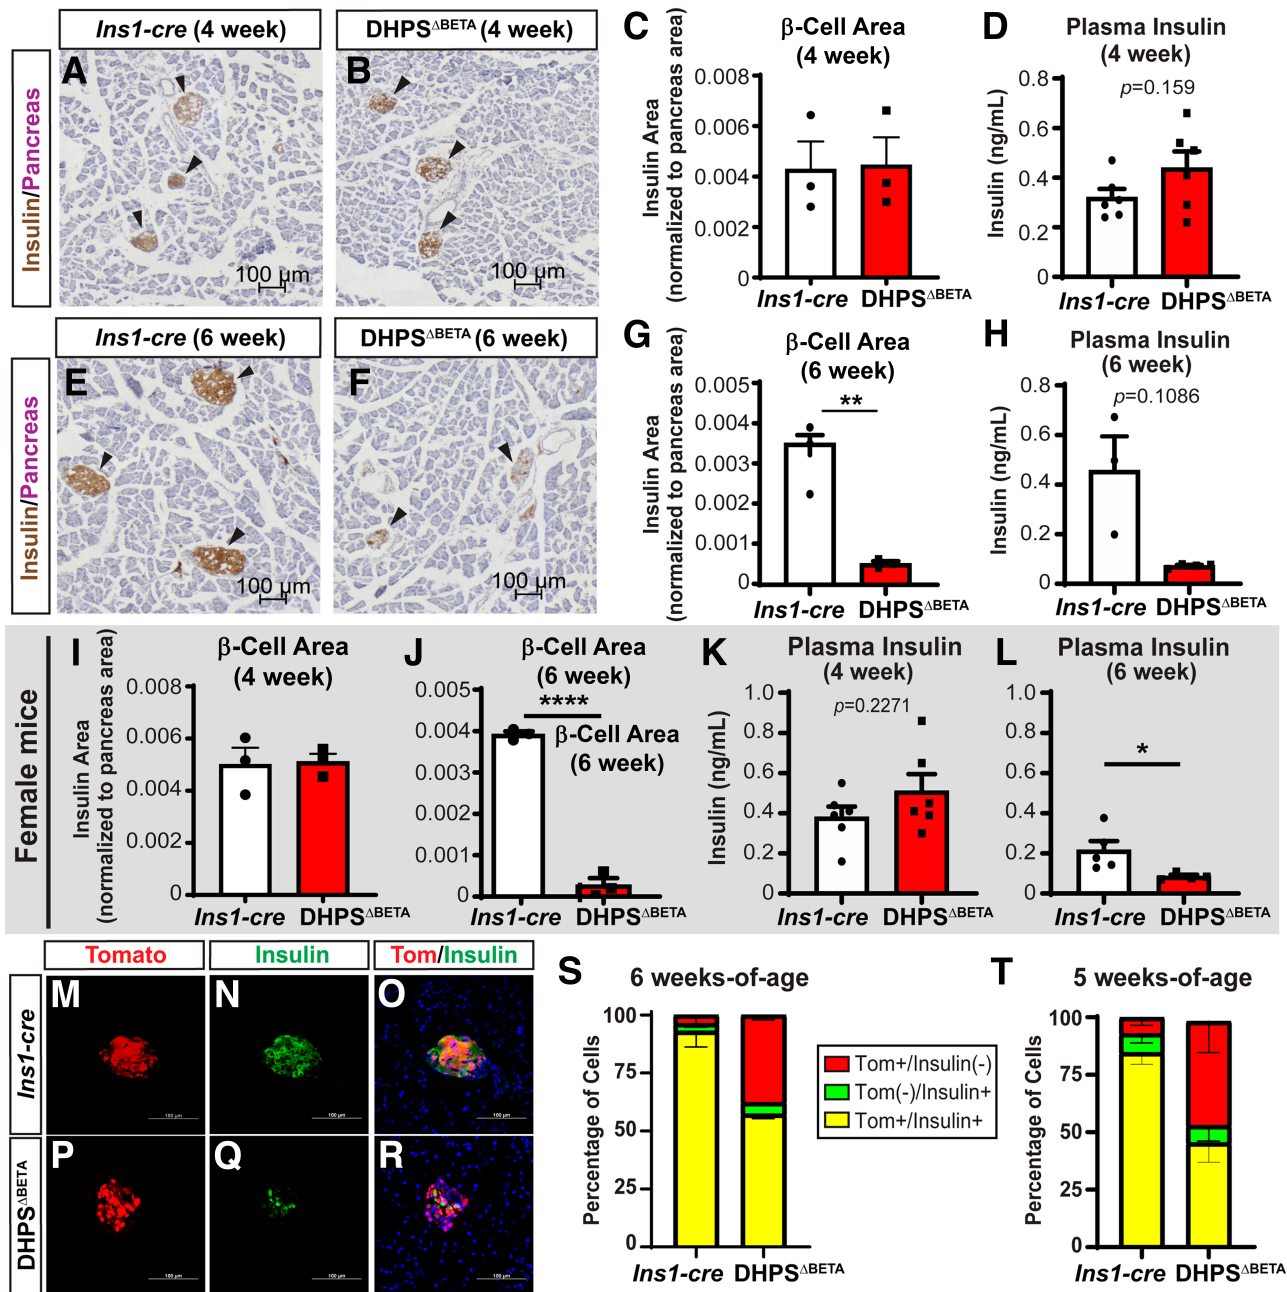 Ins1-cre (4 week)
DHPSΔBETA (4 week)
Insulin/Pancreas
A
100 µm
B
100 µm
C
β-Cell Area
(4 week)
Insulin Area
(normalized to pancreas area)
0.008
0.006
0.004
0.002
0
Ins1-cre
DHPSΔBETA
D
Plasma Insulin
(4 week)
p=0.159
Insulin (ng/mL)
0.8
0.6
0.4
0.2
0
Ins1-cre
DHPSΔBETA
Ins1-cre (6 week)
DHPSΔBETA (6 week)
Insulin/Pancreas
E
100 µm
F
100 µm
G
β-Cell Area
(6 week)
Insulin Area
(normalized to pancreas area)
0.005
0.004
0.003
0.002
0.001
0
**
Ins1-cre
DHPSΔBETA
H
Plasma Insulin
(6 week)
p=0.1086
Insulin (ng/mL)
0.8
0.6
0.4
0.2
0
Ins1-cre
DHPSΔBETA
Female mice
I
β-Cell Area
(4 week)
Insulin Area
(normalized to pancreas area)
0.008
0.006
0.004
0.002
0
Ins1-cre
DHPSΔBETA
J
β-Cell Area
(6 week)
****
β-Cell Area
(6 week)
0.005
0.004
0.003
0.002
0.001
0
Ins1-cre
DHPSΔBETA
K
Plasma Insulin
(4 week)
p=0.2271
Insulin (ng/mL)
1.0
0.8
0.6
0.4
0.2
0
Ins1-cre
DHPSΔBETA
L
Plasma Insulin
(6 week)
*
1.0
0.8
0.6
0.4
0.2
0
Ins1-cre
DHPSΔBETA
Tomato
Insulin
Tom/Insulin
Ins1-cre
M
100 µm
N
100 µm
O
100 µm
DHPSΔBETA
P
100 µm
Q
100 µm
R
100 µm
S
6 weeks-of-age
Percentage of Cells
100
75
50
25
0
Ins1-cre
DHPSΔBETA
Tom+/Insulin(-)
Tom(-)/Insulin+
Tom+/Insulin+
T
5 weeks-of-age
Percentage of Cells
100
75
50
25
0
Ins1-cre
DHPSΔBETA